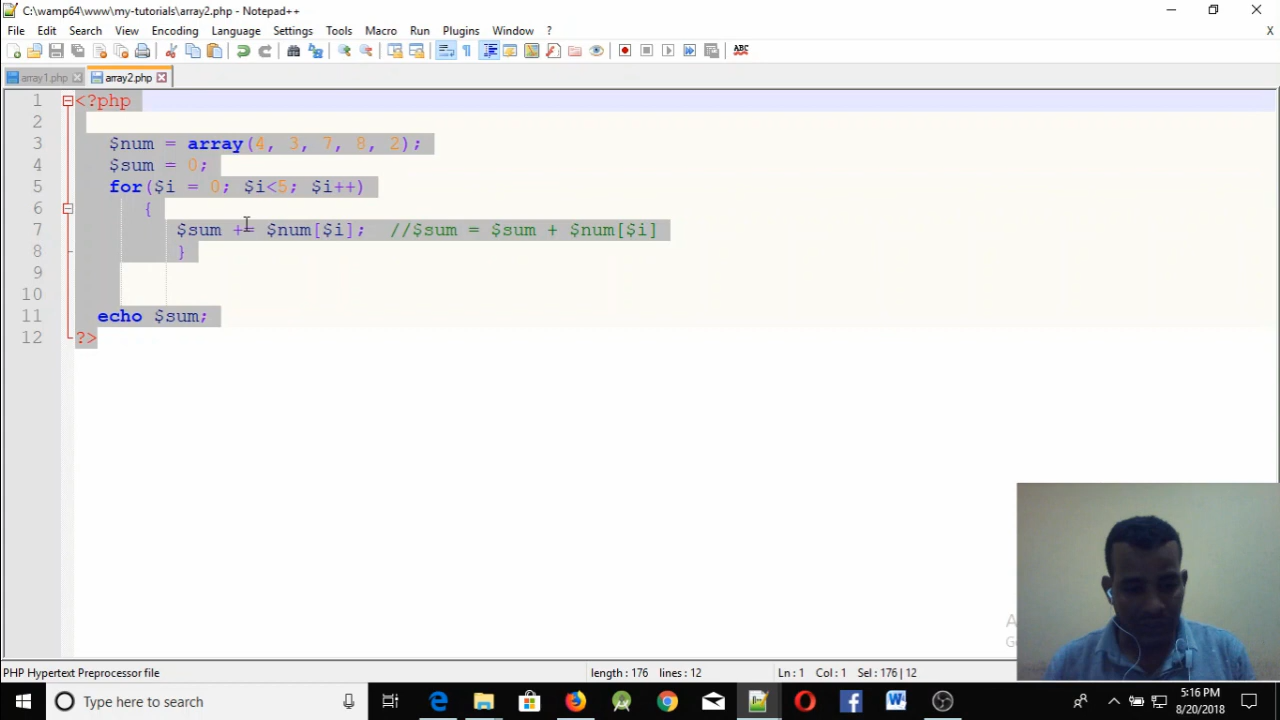 C:\wamp64\www\my-tutorials\array2.php - Notepad++
File Edit Search View Encoding Language Settings Tools Macro Run Plugins Window ? X
ABC
array1.php array2.php
1 <?php
2
3 $num = array(4, 3, 7, 8, 2);
4 $sum = 0;
5 for($i = 0; $i<5; $i++)
6 {
7 $sum += $num[$i]; //$sum = $sum + $num[$i]
8 }
9
10
11 echo $sum;
12 ?>
PHP Hypertext Preprocessor file length : 176 lines : 12 Ln : 1 Col : 1 Sel : 176 | 12
Type here to search
5:16 PM
8/20/2018